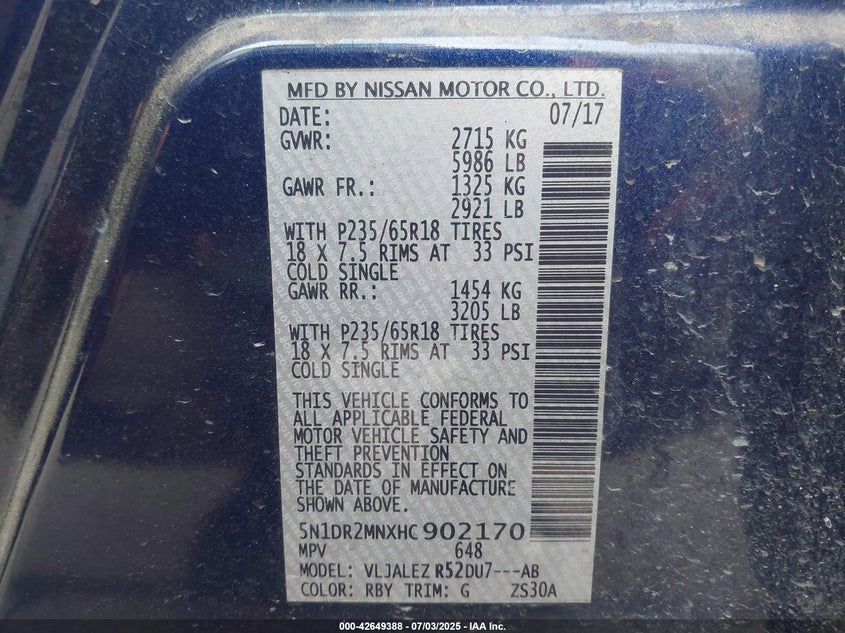 MFD BY NISSAN MOTOR CO., LTD.
DATE: 07/17
GVWR: 2715 KG
5986 LB
GAWR FR.: 1325 KG
2921 LB
WITH P235/65R18 TIRES
18 X 7.5 RIMS AT 33 PSI
COLD SINGLE
GAWR RR.: 1454 KG
3205 LB
WITH P235/65R18 TIRES
18 X 7.5 RIMS AT 33 PSI
COLD SINGLE
THIS VEHICLE CONFORMS TO
ALL APPLICABLE FEDERAL
MOTOR VEHICLE SAFETY AND
THEFT PREVENTION
STANDARDS IN EFFECT ON
THE DATE OF MANUFACTURE
SHOWN ABOVE.
5N1DR2MNXHC902170
MPV 648
MODEL: VLJALEZ R52DU7---AB
COLOR: RBY TRIM: G ZS30A
000-42649388 - 07/03/2025 - IAA Inc.